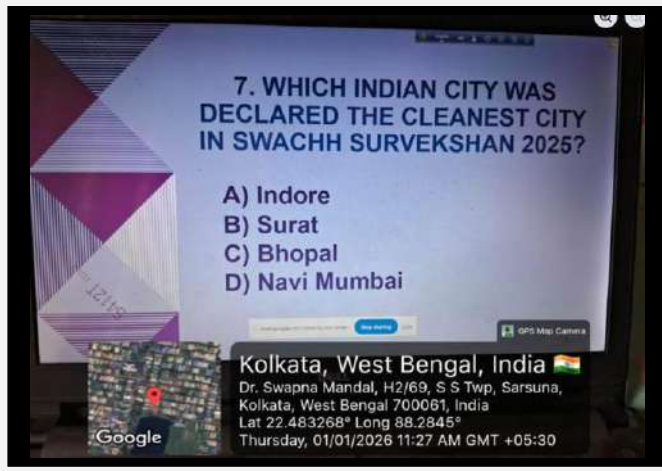 7. WHICH INDIAN CITY WAS
DECLARED THE CLEANEST CITY
IN SWACHH SURVEKSHAN 2025?
A) Indore
B) Surat
C) Bhopal
D) Navi Mumbai
Stop sharing
GPS Map Camera
Kolkata, West Bengal, India
Dr. Swapna Mandal, H2/69, S S Twp, Sarsuna,
Kolkata, West Bengal 700061, India
Lat 22.483268° Long 88.2845°
Thursday, 01/01/2026 11:27 AM GMT +05:30
Google